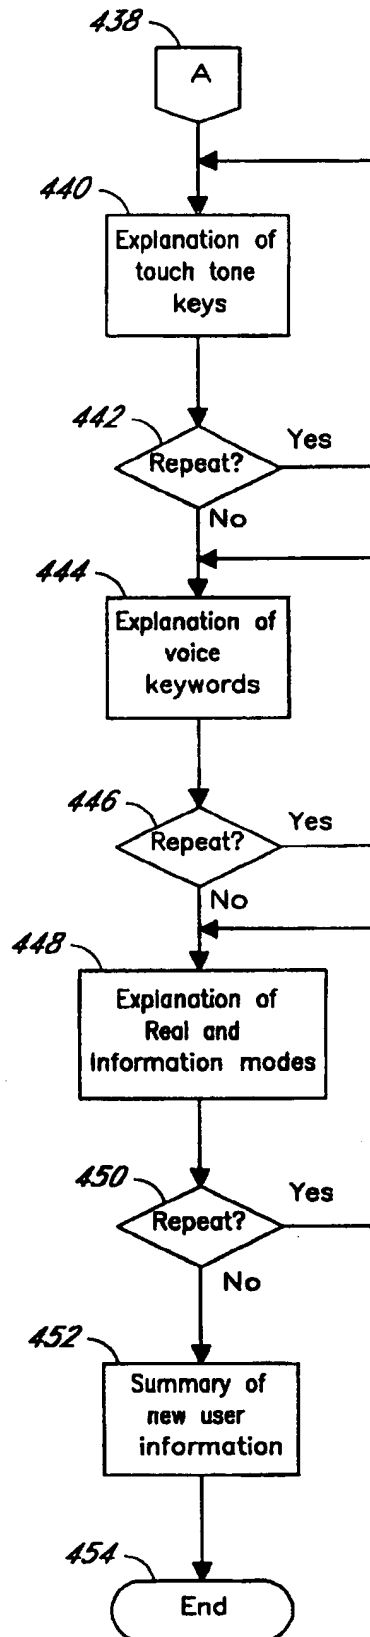 438
A
440
Explanation of
touch tone
keys
442
Repeat?
Yes
No
444
Explanation of
voice
keywords
446
Repeat?
Yes
No
448
Explanation of
Real and
Information modes
450
Repeat?
Yes
No
452
Summary of
new user
information
454
End